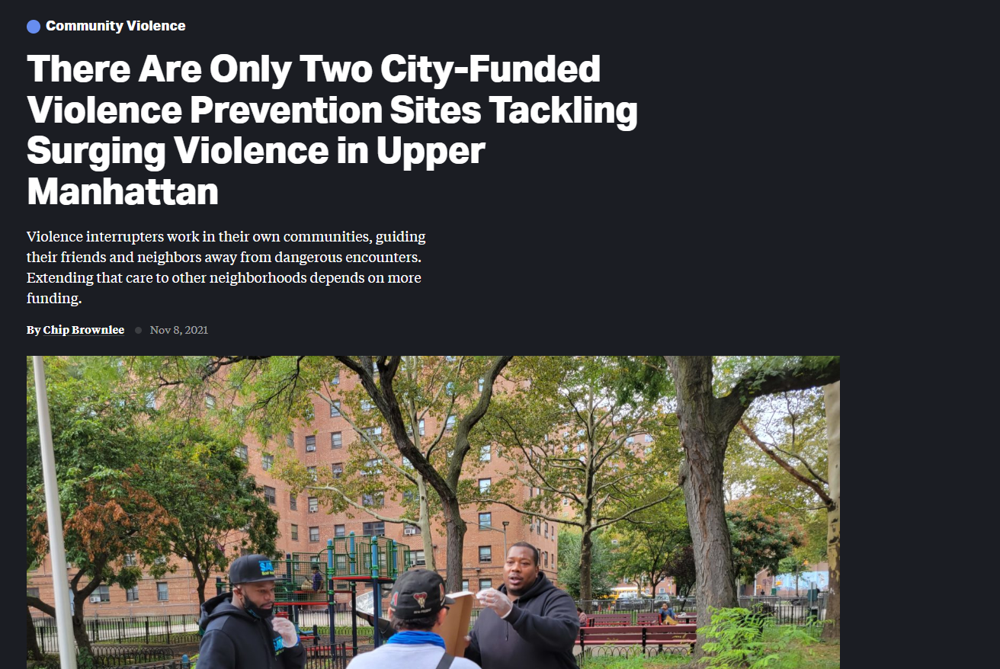 Community Violence
There Are Only Two City-Funded
Violence Prevention Sites Tackling
Surging Violence in Upper
Manhattan
Violence interrupters work in their own communities, guiding
their friends and neighbors away from dangerous encounters.
Extending that care to other neighborhoods depends on more
funding.
By Chip Brownlee Nov 8, 2021